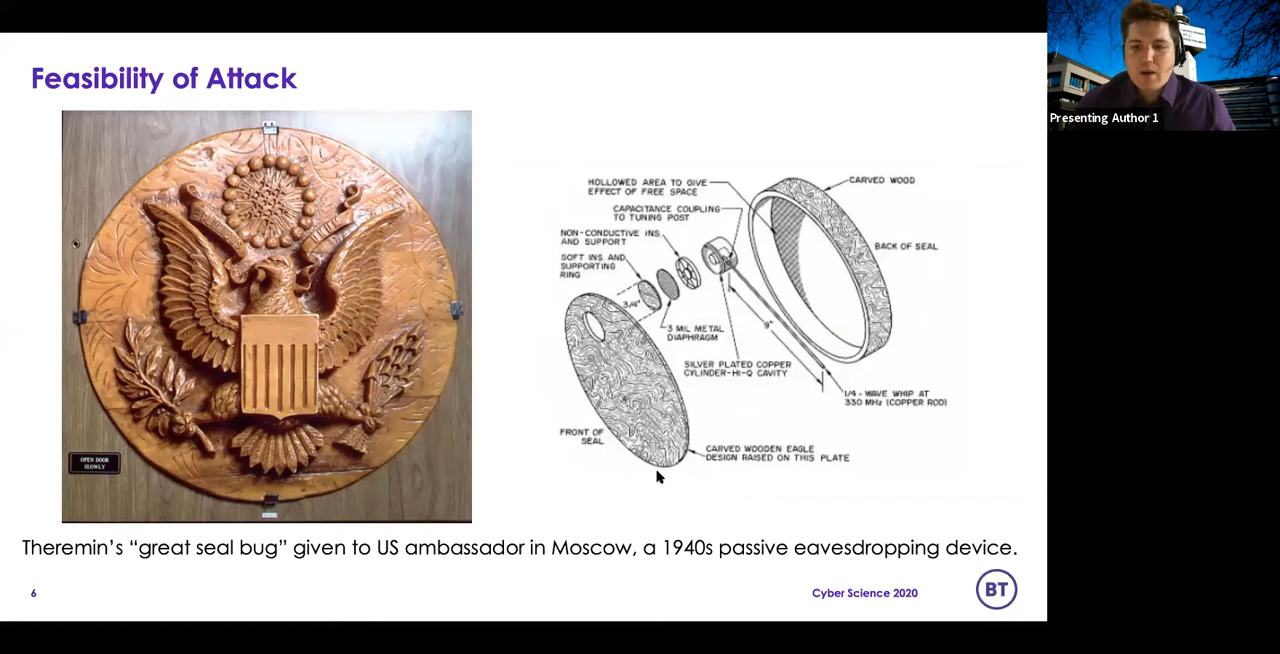 Feasibility of Attack
OPEN DOOR
SLOWLY
HOLLOWED AREA TO GIVE
EFFECT OF FREE SPACE
CARVED WOOD
CAPACITANCE COUPLING
TO TUNING POST
NON-CONDUCTIVE INS.
AND SUPPORT
BACK OF SEAL
SOFT INS. AND
SUPPORTING
RING
3/4"
9"
3 MIL METAL
DIAPHRAGM
SILVER PLATED COPPER
CYLINDER-HI-Q CAVITY
1/4-WAVE WHIP AT
330 MHz (COPPER ROD)
FRONT OF
SEAL
CARVED WOODEN EAGLE
DESIGN RAISED ON THIS PLATE
Theremin's “great seal bug” given to US ambassador in Moscow, a 1940s passive eavesdropping device.
6
Cyber Science 2020
BT
Presenting Author 1